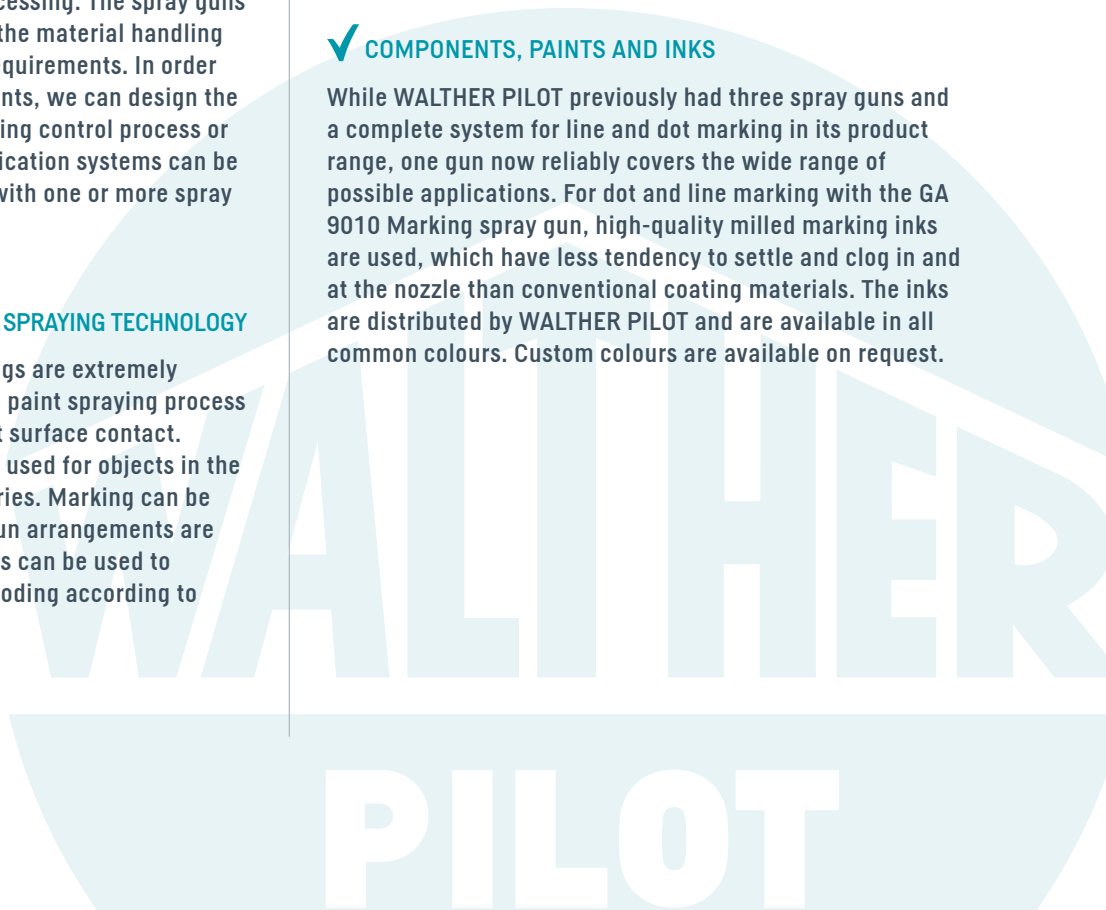 cessing. The spray guns
the material handling
equirements. In order
nts, we can design the
ing control process or
ication systems can be
with one or more spray
SPRAYING TECHNOLOGY
gs are extremely
paint spraying process
t surface contact.
used for objects in the
ries. Marking can be
un arrangements are
s can be used to
oding according to
COMPONENTS, PAINTS AND INKS
While WALTHER PILOT previously had three spray guns and
a complete system for line and dot marking in its product
range, one gun now reliably covers the wide range of
possible applications. For dot and line marking with the GA
9010 Marking spray gun, high-quality milled marking inks
are used, which have less tendency to settle and clog in and
at the nozzle than conventional coating materials. The inks
are distributed by WALTHER PILOT and are available in all
common colours. Custom colours are available on request.
WALTHER
PILOT